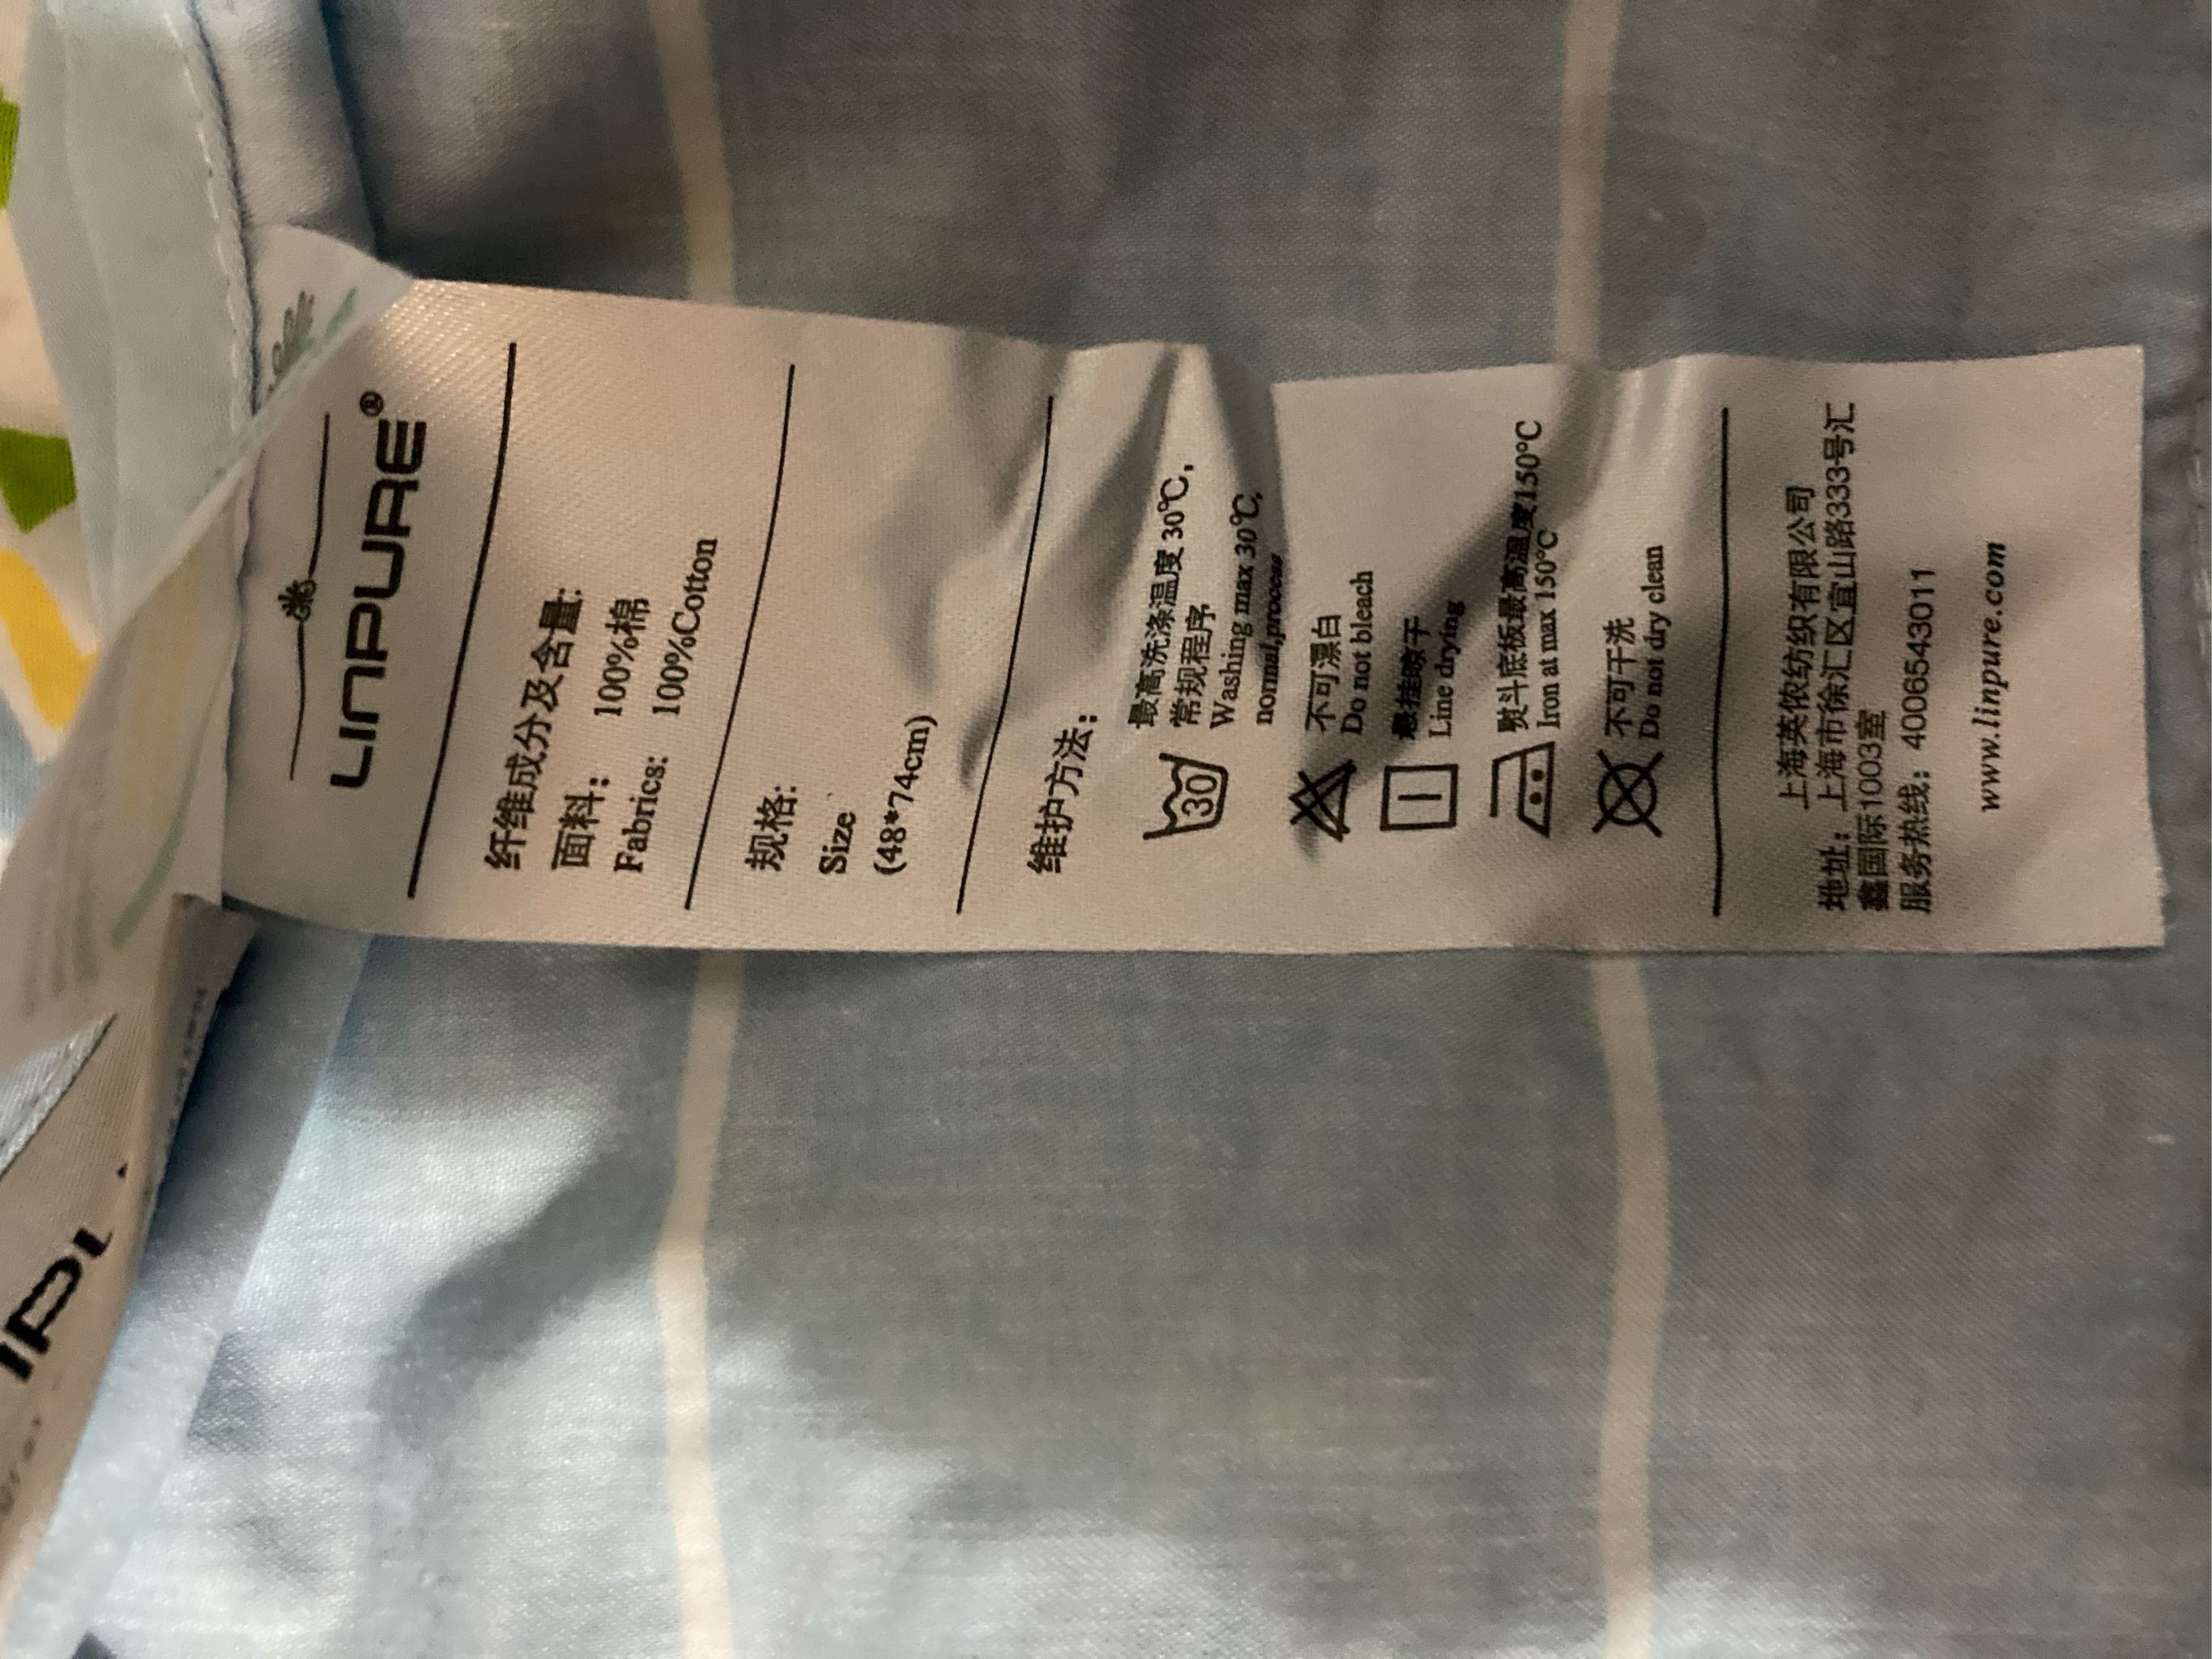 LINPURE®
纤维成分及含量:
面料: 100%棉
Fabrics: 100%Cotton
规格:
Size
(48*74cm)
维护方法:
30
最高洗涤温度 30℃,
常规程序
Washing max 30℃,
normal,process
不可漂白
Do not bleach
悬挂晾干
Line drying
熨斗底板最高温度150℃
Iron at max 150℃
不可干洗
Do not dry clean
上海英侬纺织有限公司
地址：上海市徐汇区宜山路333号汇
鑫国际1003室
服务热线：4006543011
www.linpure.com